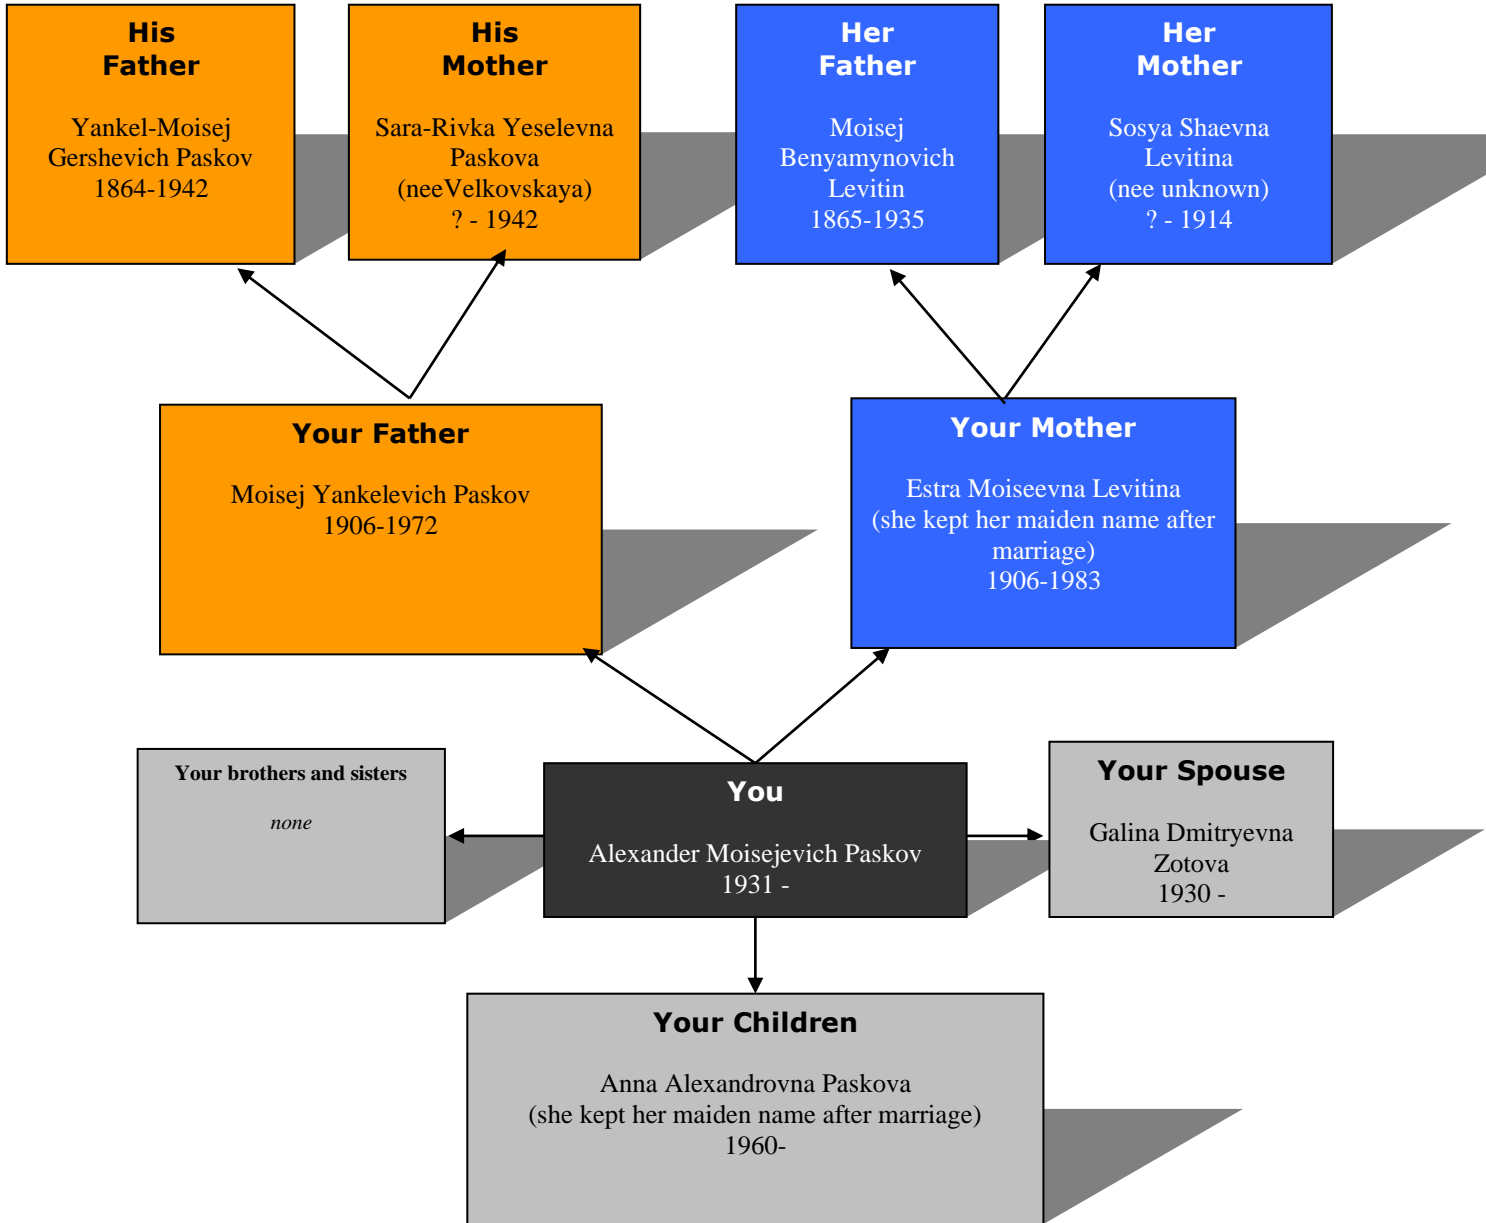 His
Father
Yankel-Moisej
Gershevich Paskov
1864-1942
His
Mother
Sara-Rivka Yeselevna
Paskova
(neeVelkovskaya)
? - 1942
Her
Father
Moisej
Benyamynovich
Levitin
1865-1935
Her
Mother
Sosya Shaevna
Levitina
(nee unknown)
? - 1914
Your Father
Moisej Yankelevich Paskov
1906-1972
Your Mother
Estra Moiseevna Levitina
(she kept her maiden name after
marriage)
1906-1983
Your brothers and sisters
none
You
Alexander Moisejevich Paskov
1931 -
Your Spouse
Galina Dmitryevna
Zotova
1930 -
Your Children
Anna Alexandrovna Paskova
(she kept her maiden name after marriage)
1960-